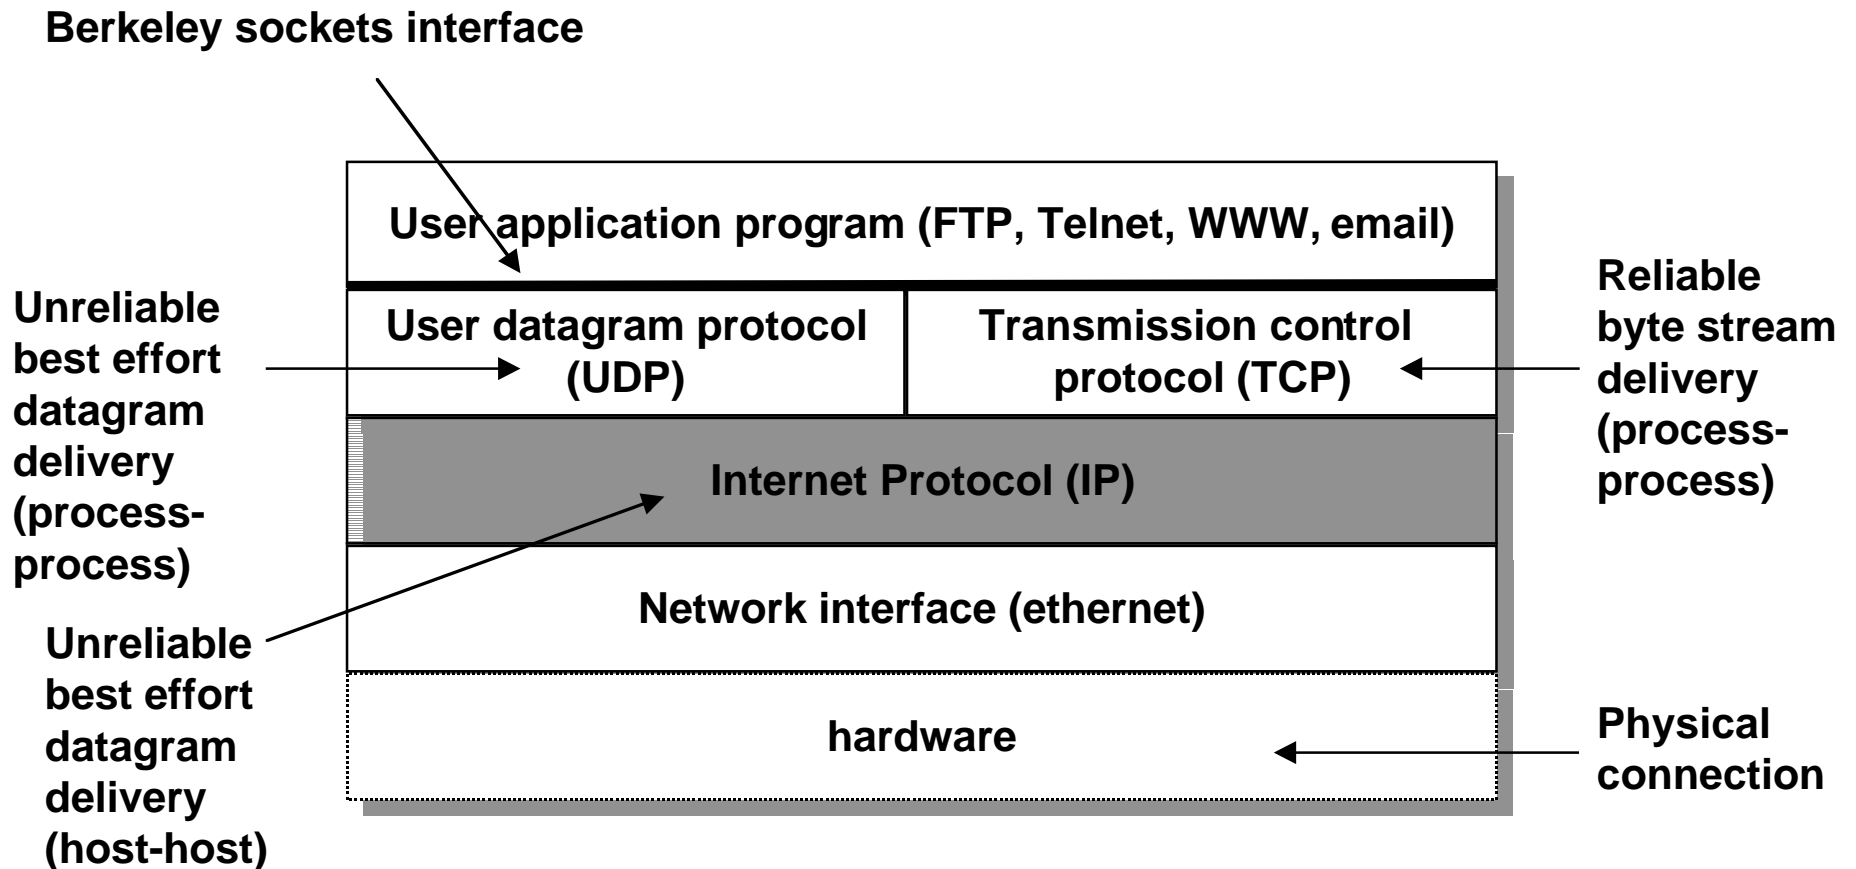 Berkeley sockets interface
User application program (FTP, Telnet, WWW, email)
Unreliable
best effort
datagram
delivery
(process-
process)
User datagram protocol
(UDP)
Transmission control
protocol (TCP)
Reliable
byte stream
delivery
(process-
process)
Internet Protocol (IP)
Network interface (ethernet)
Unreliable
best effort
datagram
delivery
(host-host)
hardware
Physical
connection